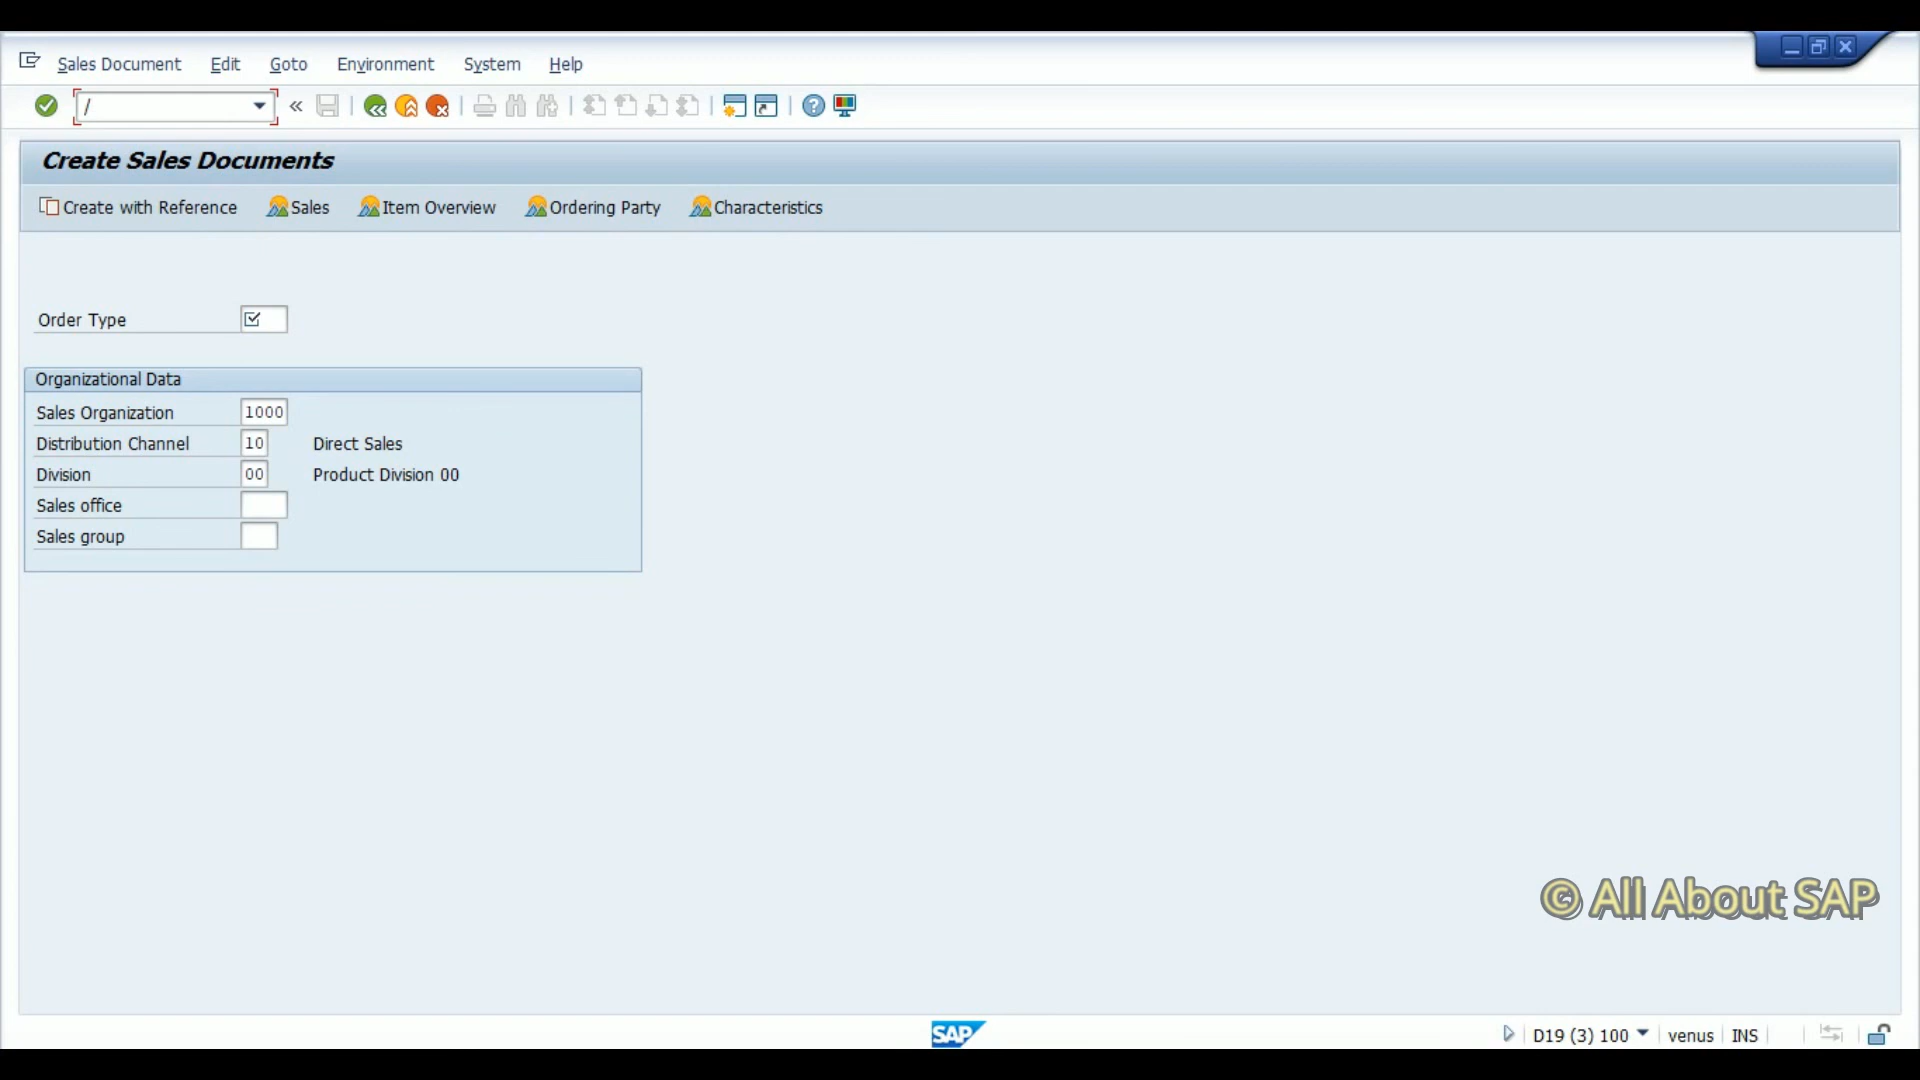 Sales Document Edit Goto Environment System Help
/
Create Sales Documents
Create with Reference Sales Item Overview Ordering Party Characteristics
Order Type
Organizational Data
Sales Organization 1000
Distribution Channel 10 Direct Sales
Division 00 Product Division 00
Sales office
Sales group
© All About SAP
SAP D19 (3) 100 venus INS